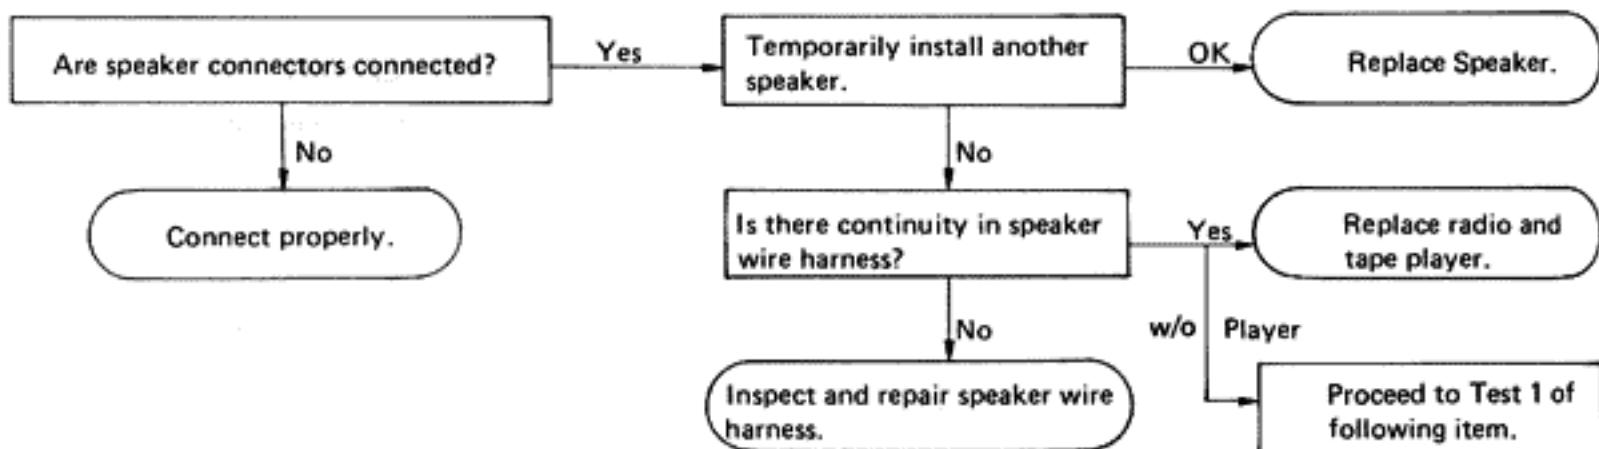 Are speaker connectors connected?
Yes
Temporarily install another
speaker.
OK
Replace Speaker.
No
Connect properly.
No
Is there continuity in speaker
wire harness?
Yes
Replace radio and
tape player.
No
w/o Player
Inspect and repair speaker wire
harness.
Proceed to Test 1 of
following item.